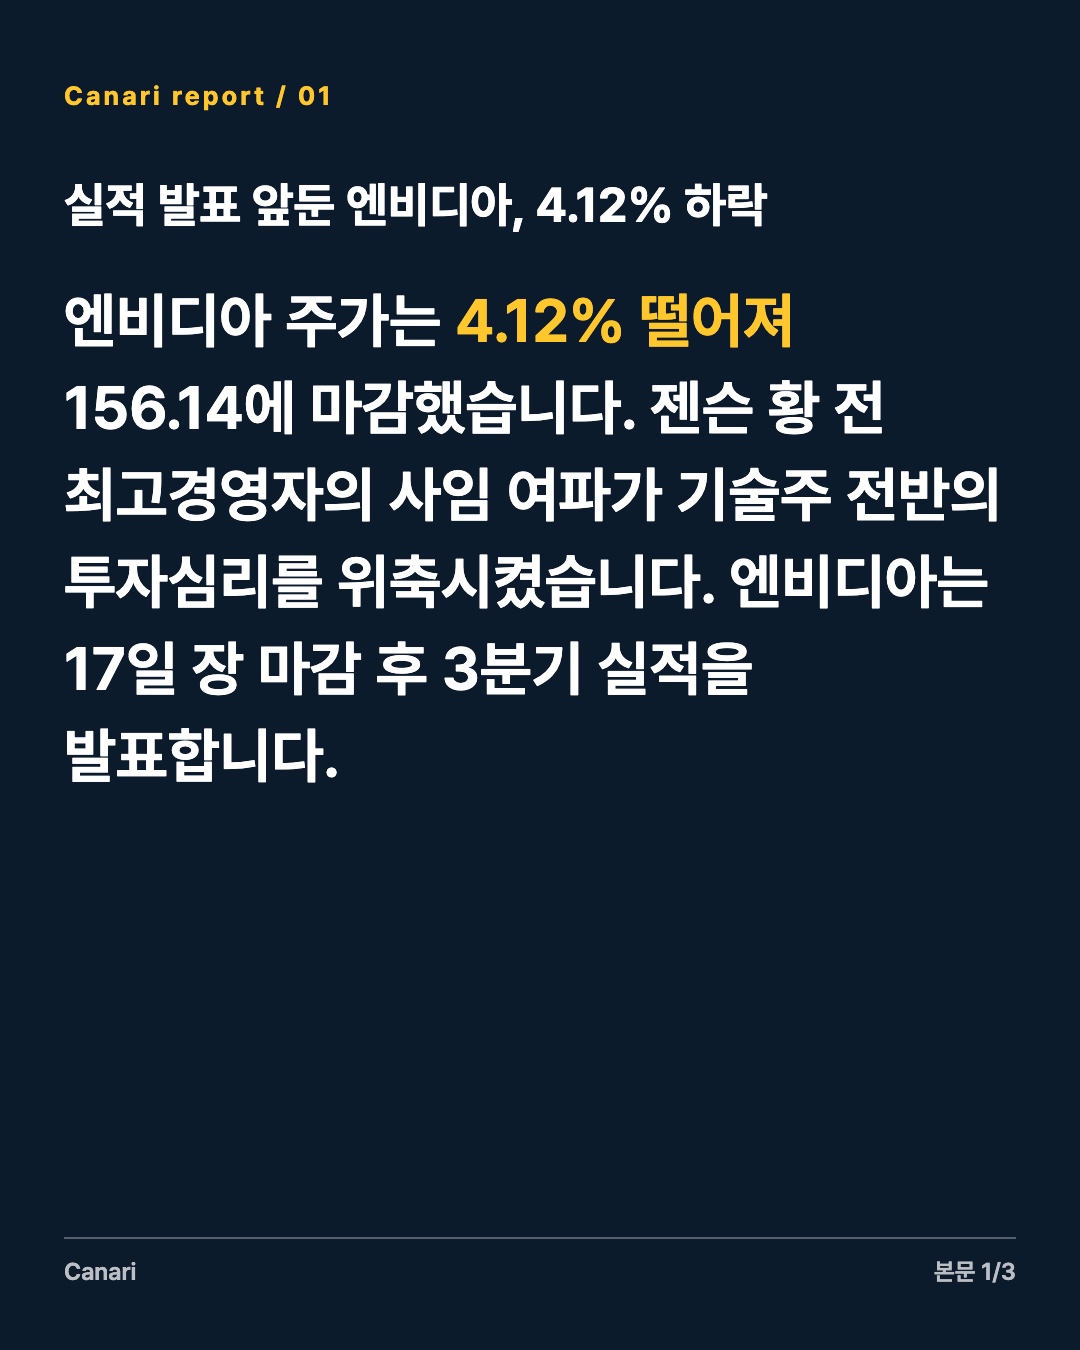 Canari report / 01
실적 발표 앞둔 엔비디아, 4.12% 하락
엔비디아 주가는 4.12% 떨어져
156.14에 마감했습니다. 젠슨 황 전
최고경영자의 사임 여파가 기술주 전반의
투자심리를 위축시켰습니다. 엔비디아는
17일 장 마감 후 3분기 실적을
발표합니다.
Canari
본문 1/3